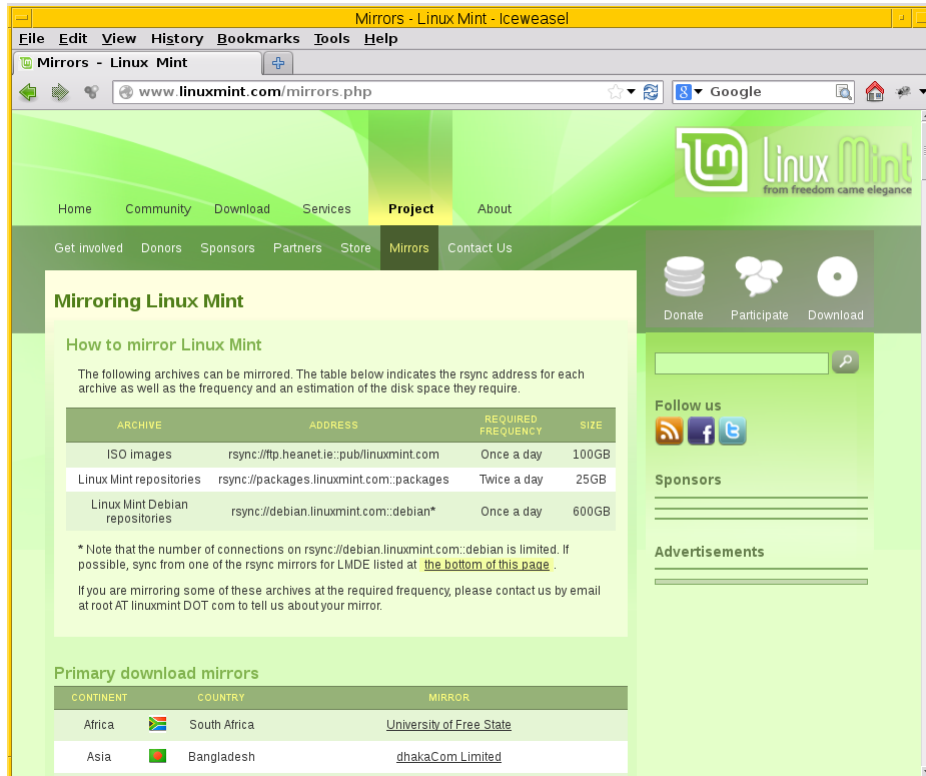 Mirrors - Linux Mint - Iceweasel
File Edit View History Bookmarks Tools Help
Mirrors - Linux Mint
www.linuxmint.com/mirrors.php
Google
Linux Mint
from freedom came elegance
Home Community Download Services Project About
Get involved Donors Sponsors Partners Store Mirrors Contact Us
Donate Participate Download
Mirroring Linux Mint
How to mirror Linux Mint
The following archives can be mirrored. The table below indicates the rsync address for each
archive as well as the frequency and an estimation of the disk space they require.
ARCHIVE ADDRESS REQUIRED FREQUENCY SIZE
ISO images rsync://ftp.heanet.ie::pub/linuxmint.com Once a day 100GB
Linux Mint repositories rsync://packages.linuxmint.com::packages Twice a day 25GB
Linux Mint Debian repositories rsync://debian.linuxmint.com::debian* Once a day 600GB
* Note that the number of connections on rsync://debian.linuxmint.com::debian is limited. If
possible, sync from one of the rsync mirrors for LMDE listed at the bottom of this page .
If you are mirroring some of these archives at the required frequency, please contact us by email
at root AT linuxmint DOT com to tell us about your mirror.
Follow us
Sponsors
Advertisements
Primary download mirrors
CONTINENT COUNTRY MIRROR
Africa South Africa University of Free State
Asia Bangladesh dhakaCom Limited